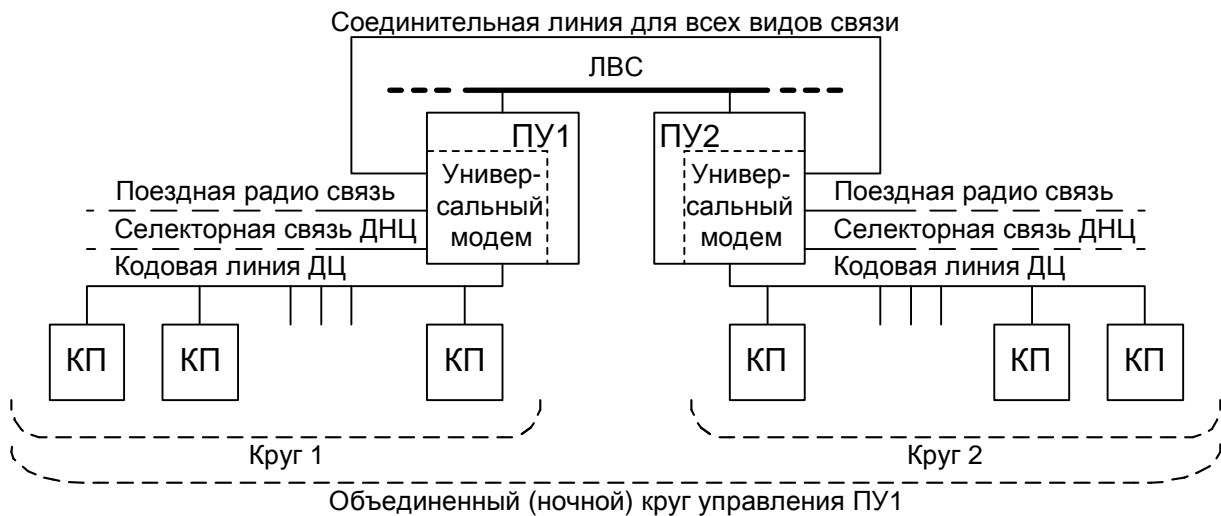 Соединительная линия для всех видов связи
ЛВС
ПУ1
ПУ2
Универ-
сальный
модем
Универ-
сальный
модем
Поездная радио связь
Селекторная связь ДНЦ
Кодовая линия ДЦ
Поездная радио связь
Селекторная связь ДНЦ
Кодовая линия ДЦ
КП
КП
КП
КП
КП
КП
Круг 1
Круг 2
Объединенный (ночной) круг управления ПУ1